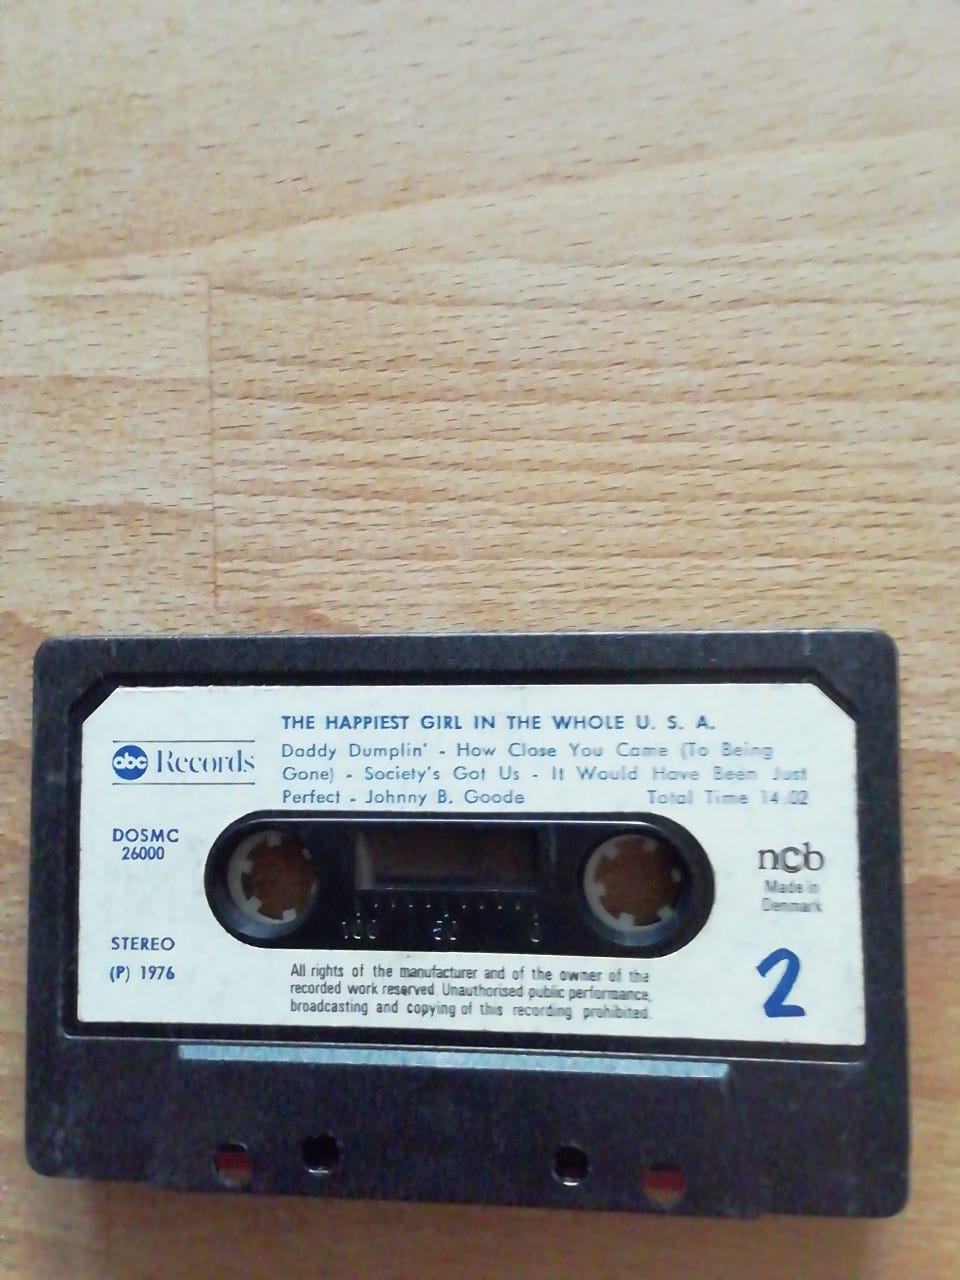 THE HAPPIEST GIRL IN THE WHOLE U. S. A.
Daddy Dumplin' - How Close You Came (To Being
Gone) - Society's Got Us - It Would Have Been Just
Perfect - Johnny B. Goode Total Time 14.02
abc Records
DOSMC
26000
ncb
Made in
Denmark
100 50 0
STEREO
(P) 1976
All rights of the manufacturer and of the owner of the
recorded work reserved. Unauthorised public performance,
broadcasting and copying of this recording prohibited.
2